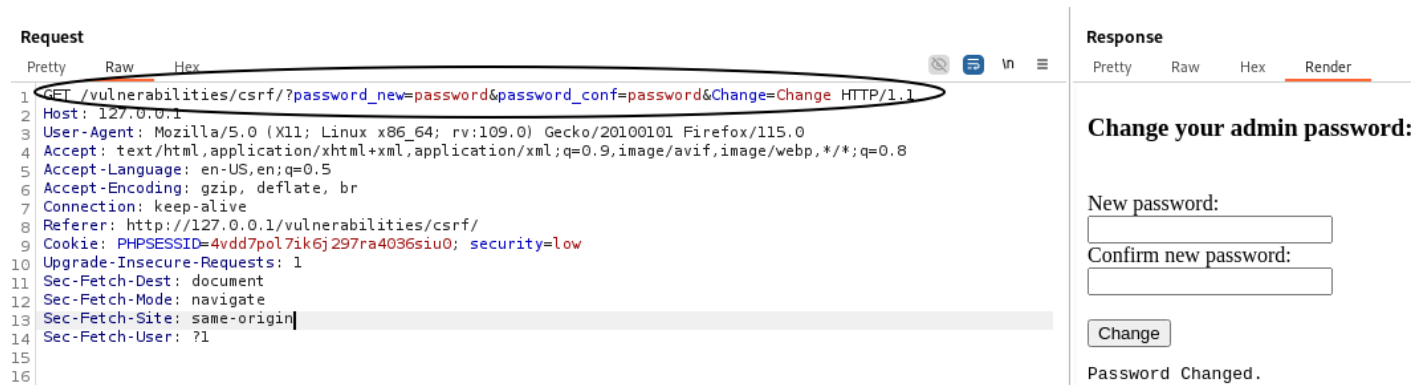 Request
Pretty Raw Hex
\n
1 GET /vulnerabilities/csrf/?password_new=password&password_conf=password&Change=Change HTTP/1.1
2 Host: 127.0.0.1
3 User-Agent: Mozilla/5.0 (X11; Linux x86_64; rv:109.0) Gecko/20100101 Firefox/115.0
4 Accept: text/html,application/xhtml+xml,application/xml;q=0.9,image/avif,image/webp,*/*;q=0.8
5 Accept-Language: en-US,en;q=0.5
6 Accept-Encoding: gzip, deflate, br
7 Connection: keep-alive
8 Referer: http://127.0.0.1/vulnerabilities/csrf/
9 Cookie: PHPSESSID=4vdd7pol7ik6j297ra4036siu0; security=low
10 Upgrade-Insecure-Requests: 1
11 Sec-Fetch-Dest: document
12 Sec-Fetch-Mode: navigate
13 Sec-Fetch-Site: same-origin
14 Sec-Fetch-User: ?1
15
16
Response
Pretty Raw Hex Render
Change your admin password:
New password:
Confirm new password:
Change
Password Changed.